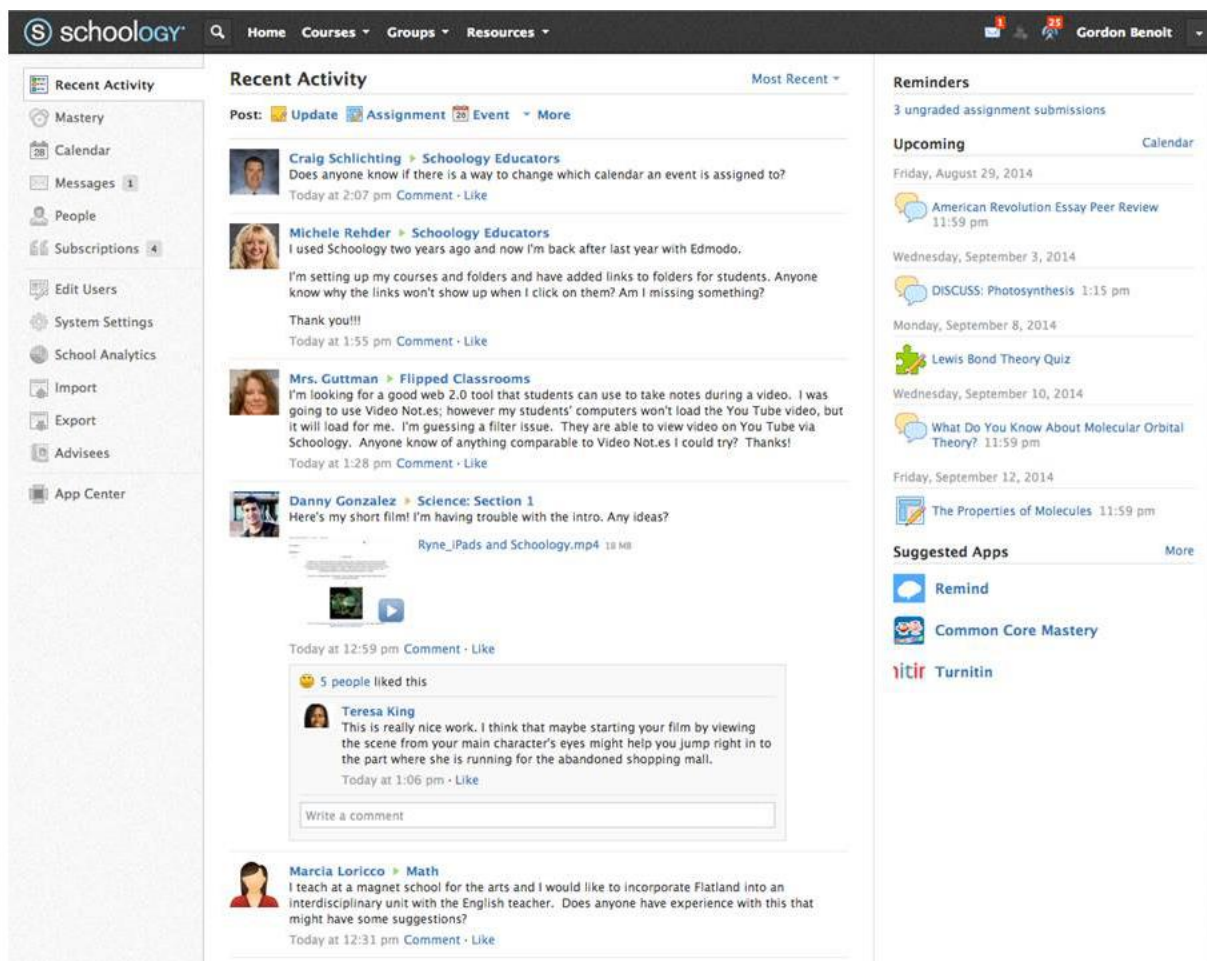 S schoology
Home Courses Groups Resources
1
25
Gordon Benoit
Recent Activity
Mastery
28 Calendar
Messages 1
People
Subscriptions 4
Edit Users
System Settings
School Analytics
Import
Export
Advisees
App Center
Recent Activity
Most Recent
Post: Update Assignment Event More
Craig Schlichting Schoology Educators
Does anyone know if there is a way to change which calendar an event is assigned to?
Today at 2:07 pm Comment · Like
Michele Rehder Schoology Educators
I used Schoology two years ago and now I'm back after last year with Edmodo.
I'm setting up my courses and folders and have added links to folders for students. Anyone
know why the links won't show up when I click on them? Am I missing something?
Thank you!!!
Today at 1:55 pm Comment · Like
Mrs. Guttman Flipped Classrooms
I'm looking for a good web 2.0 tool that students can use to take notes during a video. I was
going to use Video Not.es; however my students' computers won't load the You Tube video, but
it will load for me. I'm guessing a filter issue. They are able to view video on You Tube via
Schoology. Anyone know of anything comparable to Video Not.es I could try? Thanks!
Today at 1:28 pm Comment · Like
Danny Gonzalez Science: Section 1
Here's my short film! I'm having trouble with the intro. Any ideas?
Ryne_iPads and Schoology.mp4 18 MB
Today at 12:59 pm Comment · Like
5 people liked this
Teresa King
This is really nice work. I think that maybe starting your film by viewing
the scene from your main character's eyes might help you jump right in to
the part where she is running for the abandoned shopping mall.
Today at 1:06 pm · Like
Write a comment
Marcia Loricco Math
I teach at a magnet school for the arts and I would like to incorporate Flatland into an
interdisciplinary unit with the English teacher. Does anyone have experience with this that
might have some suggestions?
Today at 12:31 pm Comment · Like
Reminders
3 ungraded assignment submissions
Upcoming
Calendar
Friday, August 29, 2014
American Revolution Essay Peer Review
11:59 pm
Wednesday, September 3, 2014
DISCUSS: Photosynthesis 1:15 pm
Monday, September 8, 2014
Lewis Bond Theory Quiz
Wednesday, September 10, 2014
What Do You Know About Molecular Orbital
Theory? 11:59 pm
Friday, September 12, 2014
The Properties of Molecules 11:59 pm
Suggested Apps
More
Remind
Common Core Mastery
Turnitin